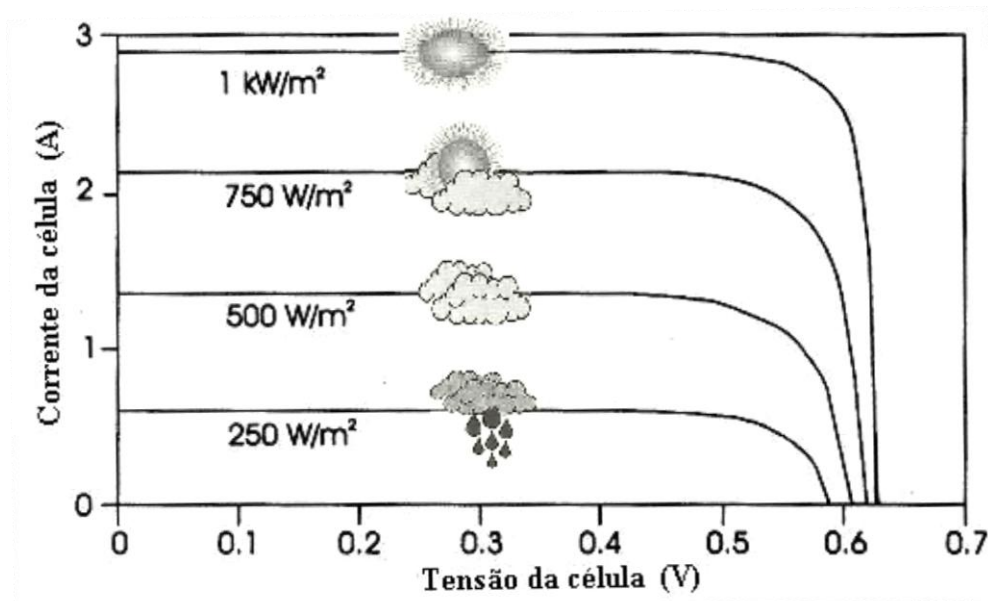 3
1 kW/m²
2
750 W/m²
500 W/m²
1
250 W/m²
0
0 0.1 0.2 0.3 0.4 0.5 0.6 0.7
Corrente da célula (A)
Tensão da célula (V)